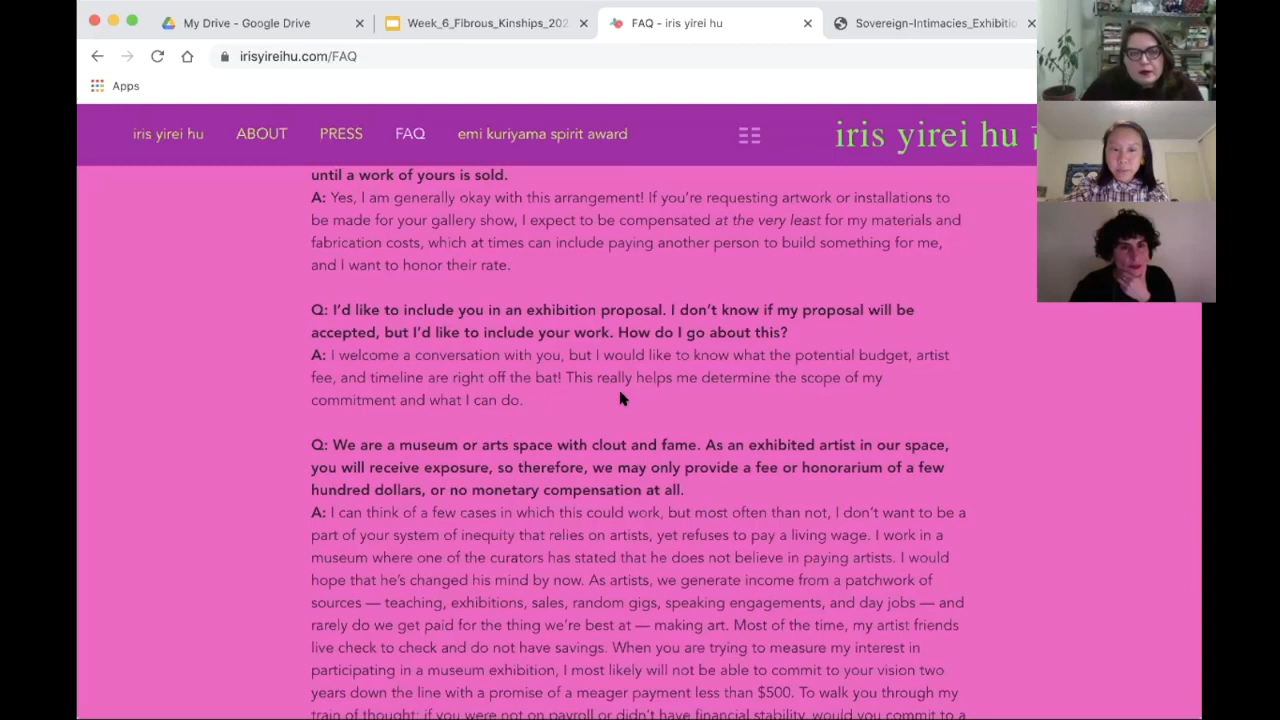 My Drive - Google Drive
Week_6_Fibrous_Kinships_202
FAQ - iris yirei hu
Sovereign-Intimacies_Exhibitio
irisyireihu.com/FAQ
Apps
iris yirei hu ABOUT PRESS FAQ emi kuriyama spirit award
iris yirei hu
until a work of yours is sold.
A: Yes, I am generally okay with this arrangement! If you're requesting artwork or installations to
be made for your gallery show, I expect to be compensated at the very least for my materials and
fabrication costs, which at times can include paying another person to build something for me,
and I want to honor their rate.
Q: I'd like to include you in an exhibition proposal. I don't know if my proposal will be
accepted, but I'd like to include your work. How do I go about this?
A: I welcome a conversation with you, but I would like to know what the potential budget, artist
fee, and timeline are right off the bat! This really helps me determine the scope of my
commitment and what I can do.
Q: We are a museum or arts space with clout and fame. As an exhibited artist in our space,
you will receive exposure, so therefore, we may only provide a fee or honorarium of a few
hundred dollars, or no monetary compensation at all.
A: I can think of a few cases in which this could work, but most often than not, I don't want to be a
part of your system of inequity that relies on artists, yet refuses to pay a living wage. I work in a
museum where one of the curators has stated that he does not believe in paying artists. I would
hope that he's changed his mind by now. As artists, we generate income from a patchwork of
sources — teaching, exhibitions, sales, random gigs, speaking engagements, and day jobs — and
rarely do we get paid for the thing we're best at — making art. Most of the time, my artist friends
live check to check and do not have savings. When you are trying to measure my interest in
participating in a museum exhibition, I most likely will not be able to commit to your vision two
years down the line with a promise of a meager payment less than $500. To walk you through my
train of thought: if you were not on payroll or didn't have financial stability, would you commit to a